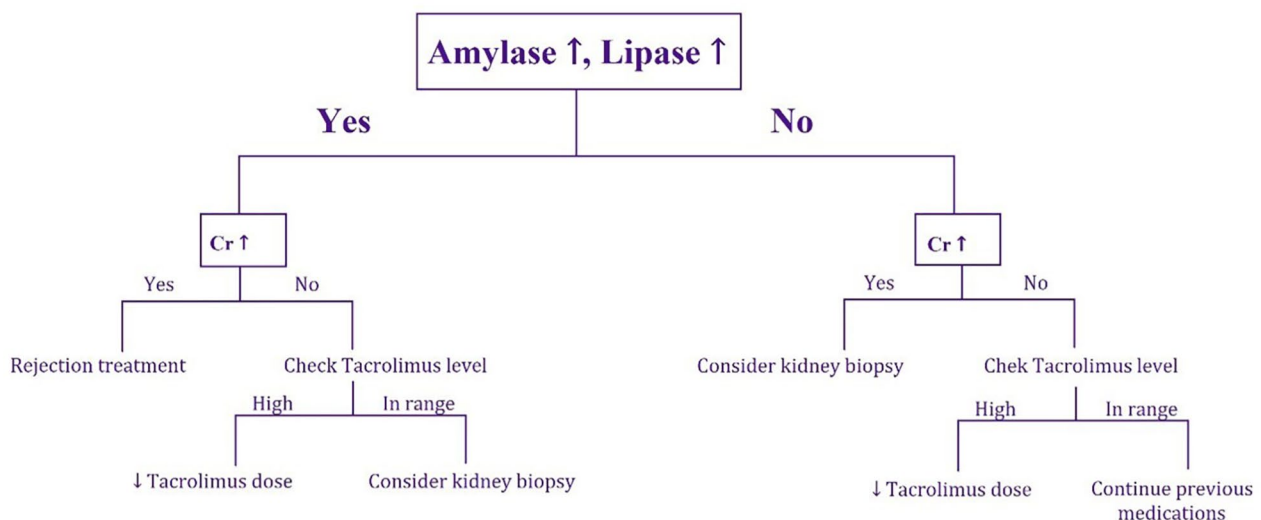 Amylase ↑, Lipase ↑
Yes
No
Cr ↑
Cr ↑
Yes
No
Yes
No
Rejection treatment
Check Tacrolimus level
Consider kidney biopsy
Chek Tacrolimus level
High
In range
High
In range
↓ Tacrolimus dose
Consider kidney biopsy
↓ Tacrolimus dose
Continue previous
medications